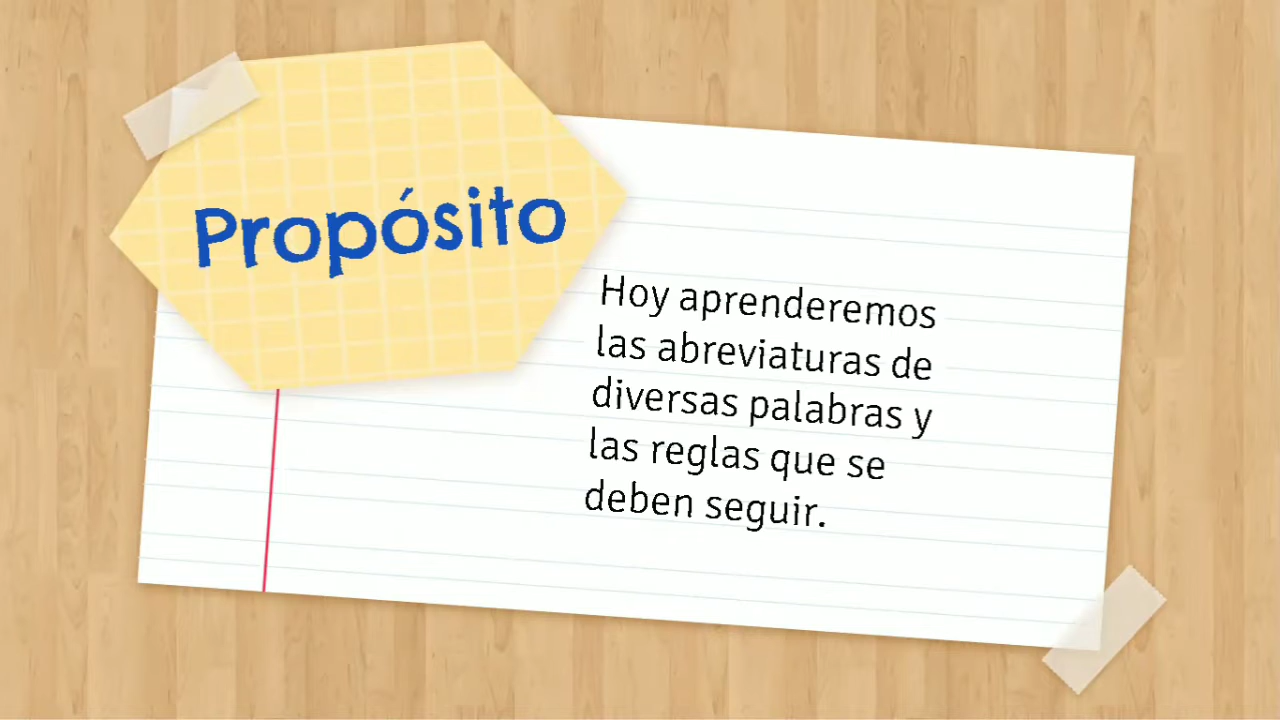 Propósito
Hoy aprenderemos
las abreviaturas de
diversas palabras y
las reglas que se
deben seguir.